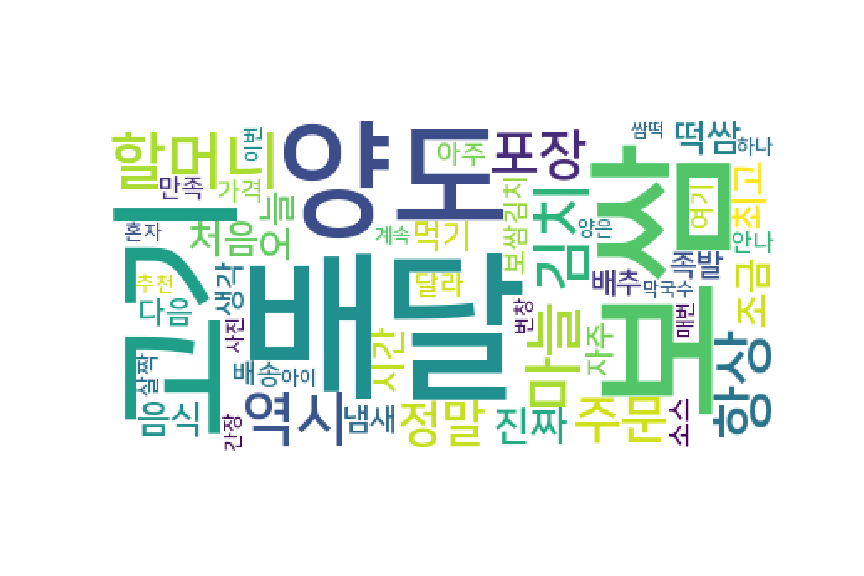 할머니
이번
양도
아주
포장
쌈떡
떡쌈
하나
만족
가격
오늘
보쌈
보쌈김치
김치
여기
최고
고기
혼자
처음
계속
먹기
양은
안나
추천
생각
배달
달라
배추
족발
막국수
조금
다음
사진
시간
번창
마늘
자주
매번
항상
살짝
배송
아이
음식
간장
역시
냄새
정말
진짜
주문
소스